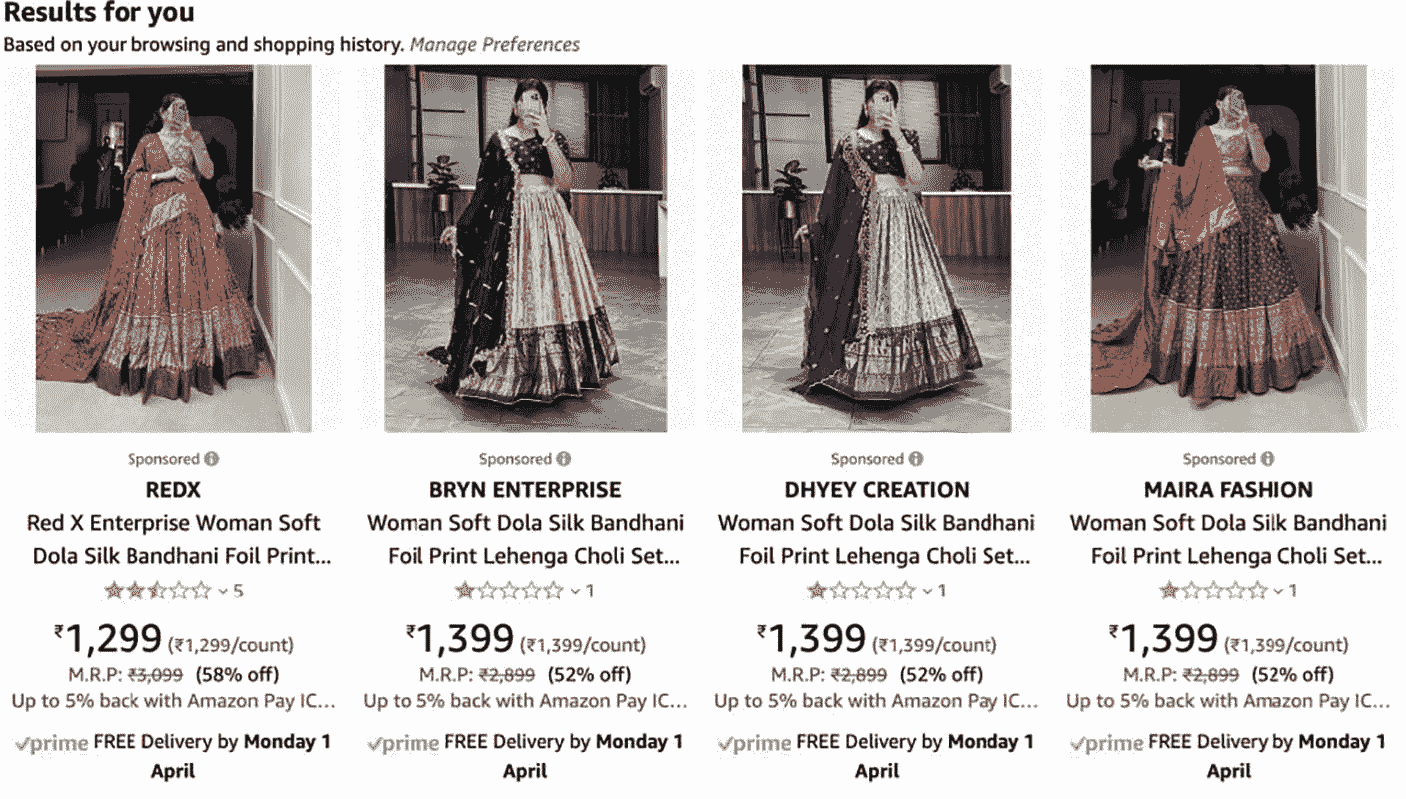 Results for you
Based on your browsing and shopping history. Manage Preferences
Sponsored
REDX
Red X Enterprise Woman Soft
Dola Silk Bandhani Foil Print...
5
₹1,299 (₹1,299/count)
M.R.P: ₹3,099 (58% off)
Up to 5% back with Amazon Pay IC...
prime FREE Delivery by Monday 1
April
Sponsored
BRYN ENTERPRISE
Woman Soft Dola Silk Bandhani
Foil Print Lehenga Choli Set...
1
₹1,399 (₹1,399/count)
M.R.P: ₹2,899 (52% off)
Up to 5% back with Amazon Pay IC...
prime FREE Delivery by Monday 1
April
Sponsored
DHYEY CREATION
Woman Soft Dola Silk Bandhani
Foil Print Lehenga Choli Set...
1
₹1,399 (₹1,399/count)
M.R.P: ₹2,899 (52% off)
Up to 5% back with Amazon Pay IC...
prime FREE Delivery by Monday 1
April
Sponsored
MAIRA FASHION
Woman Soft Dola Silk Bandhani
Foil Print Lehenga Choli Set...
1
₹1,399 (₹1,399/count)
M.R.P: ₹2,899 (52% off)
Up to 5% back with Amazon Pay IC...
prime FREE Delivery by Monday 1
April